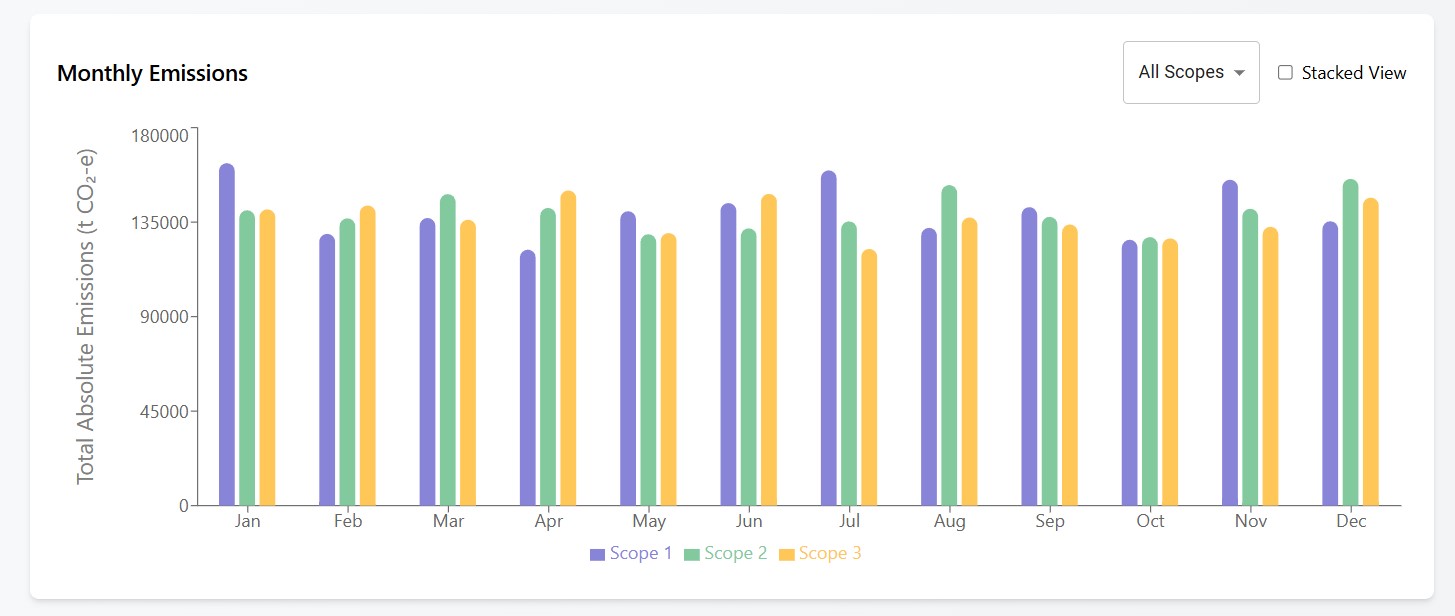 Monthly Emissions
All Scopes
Stacked View
Total Absolute Emissions (t CO₂-e)
180000
135000
90000
45000
0
Jan Feb Mar Apr May Jun Jul Aug Sep Oct Nov Dec
Scope 1 Scope 2 Scope 3